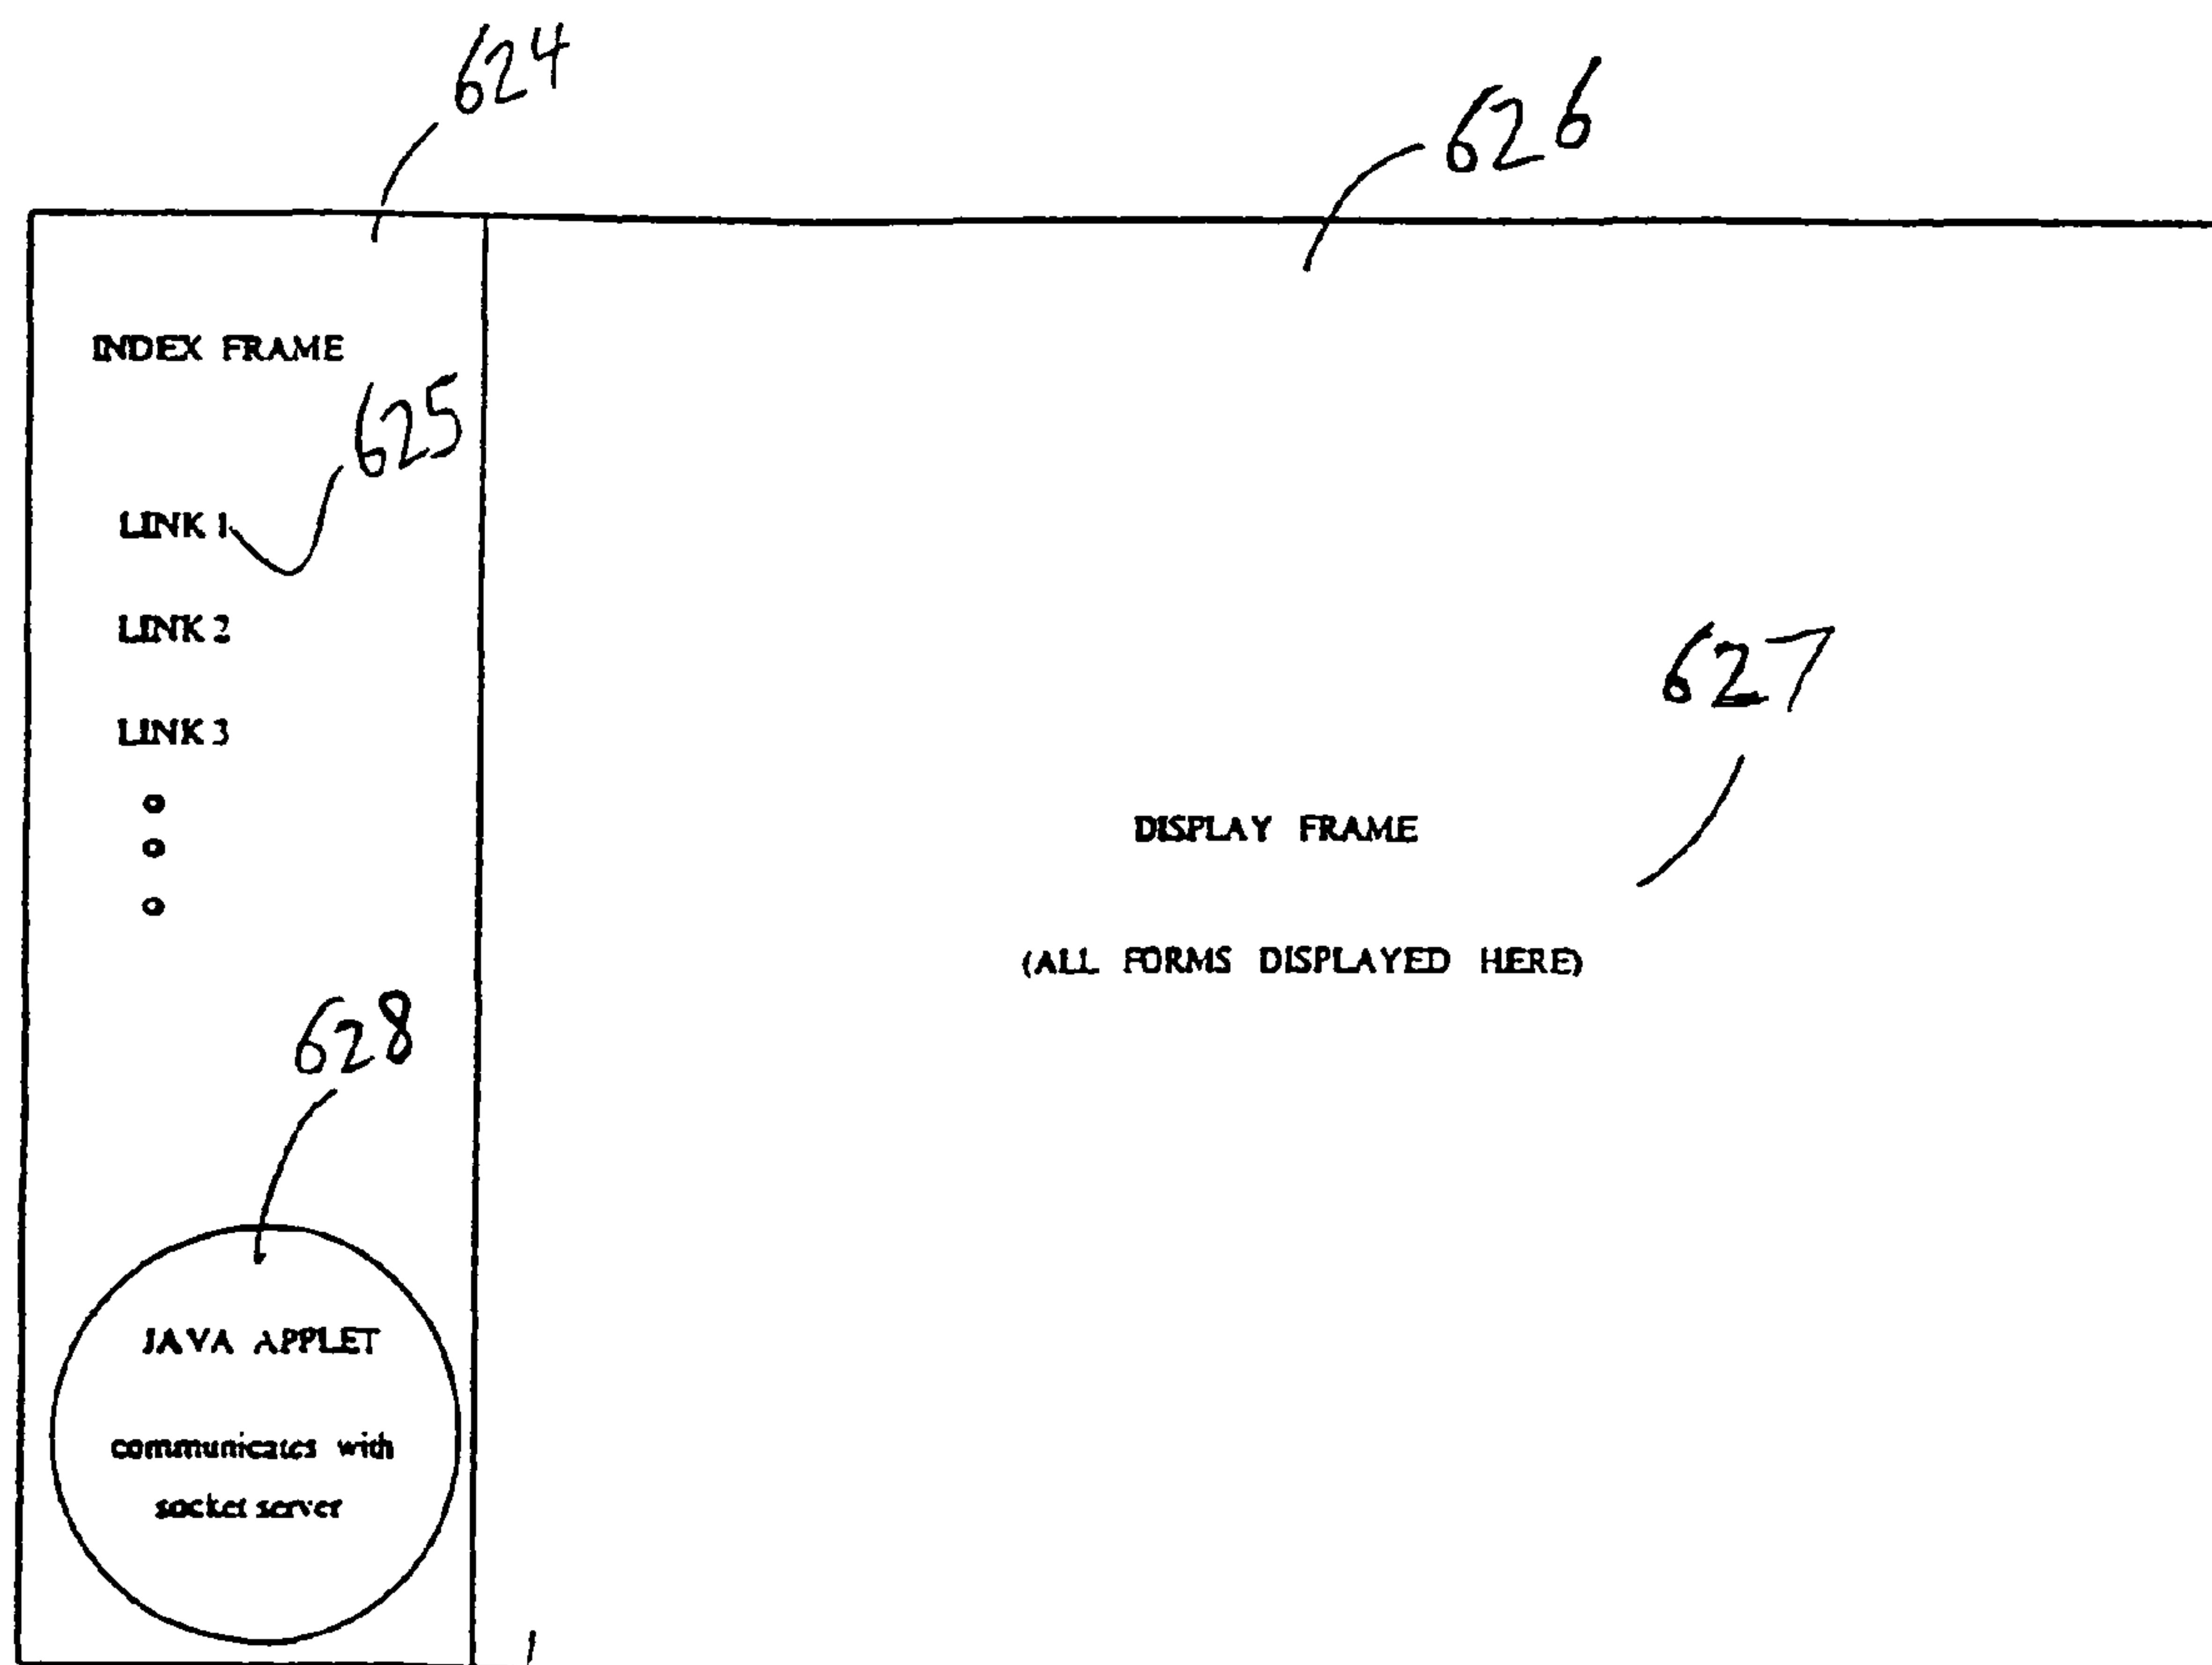 624
626
INDEX FRAME
625
LINK 1
LINK 2
LINK 3
627
DISPLAY FRAME
(ALL FORMS DISPLAYED HERE)
628
JAVA APPLET
communicates with
socket server